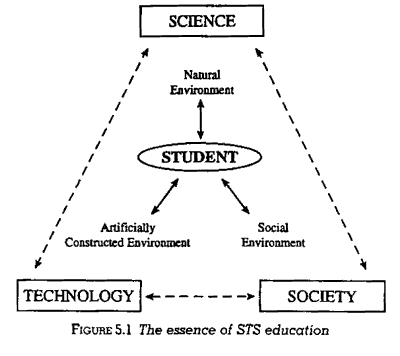 SCIENCE
Natural
Environment
STUDENT
Artificially
Constructed Environment
Social
Environment
TECHNOLOGY
SOCIETY
FIGURE 5.1 The essence of STS education